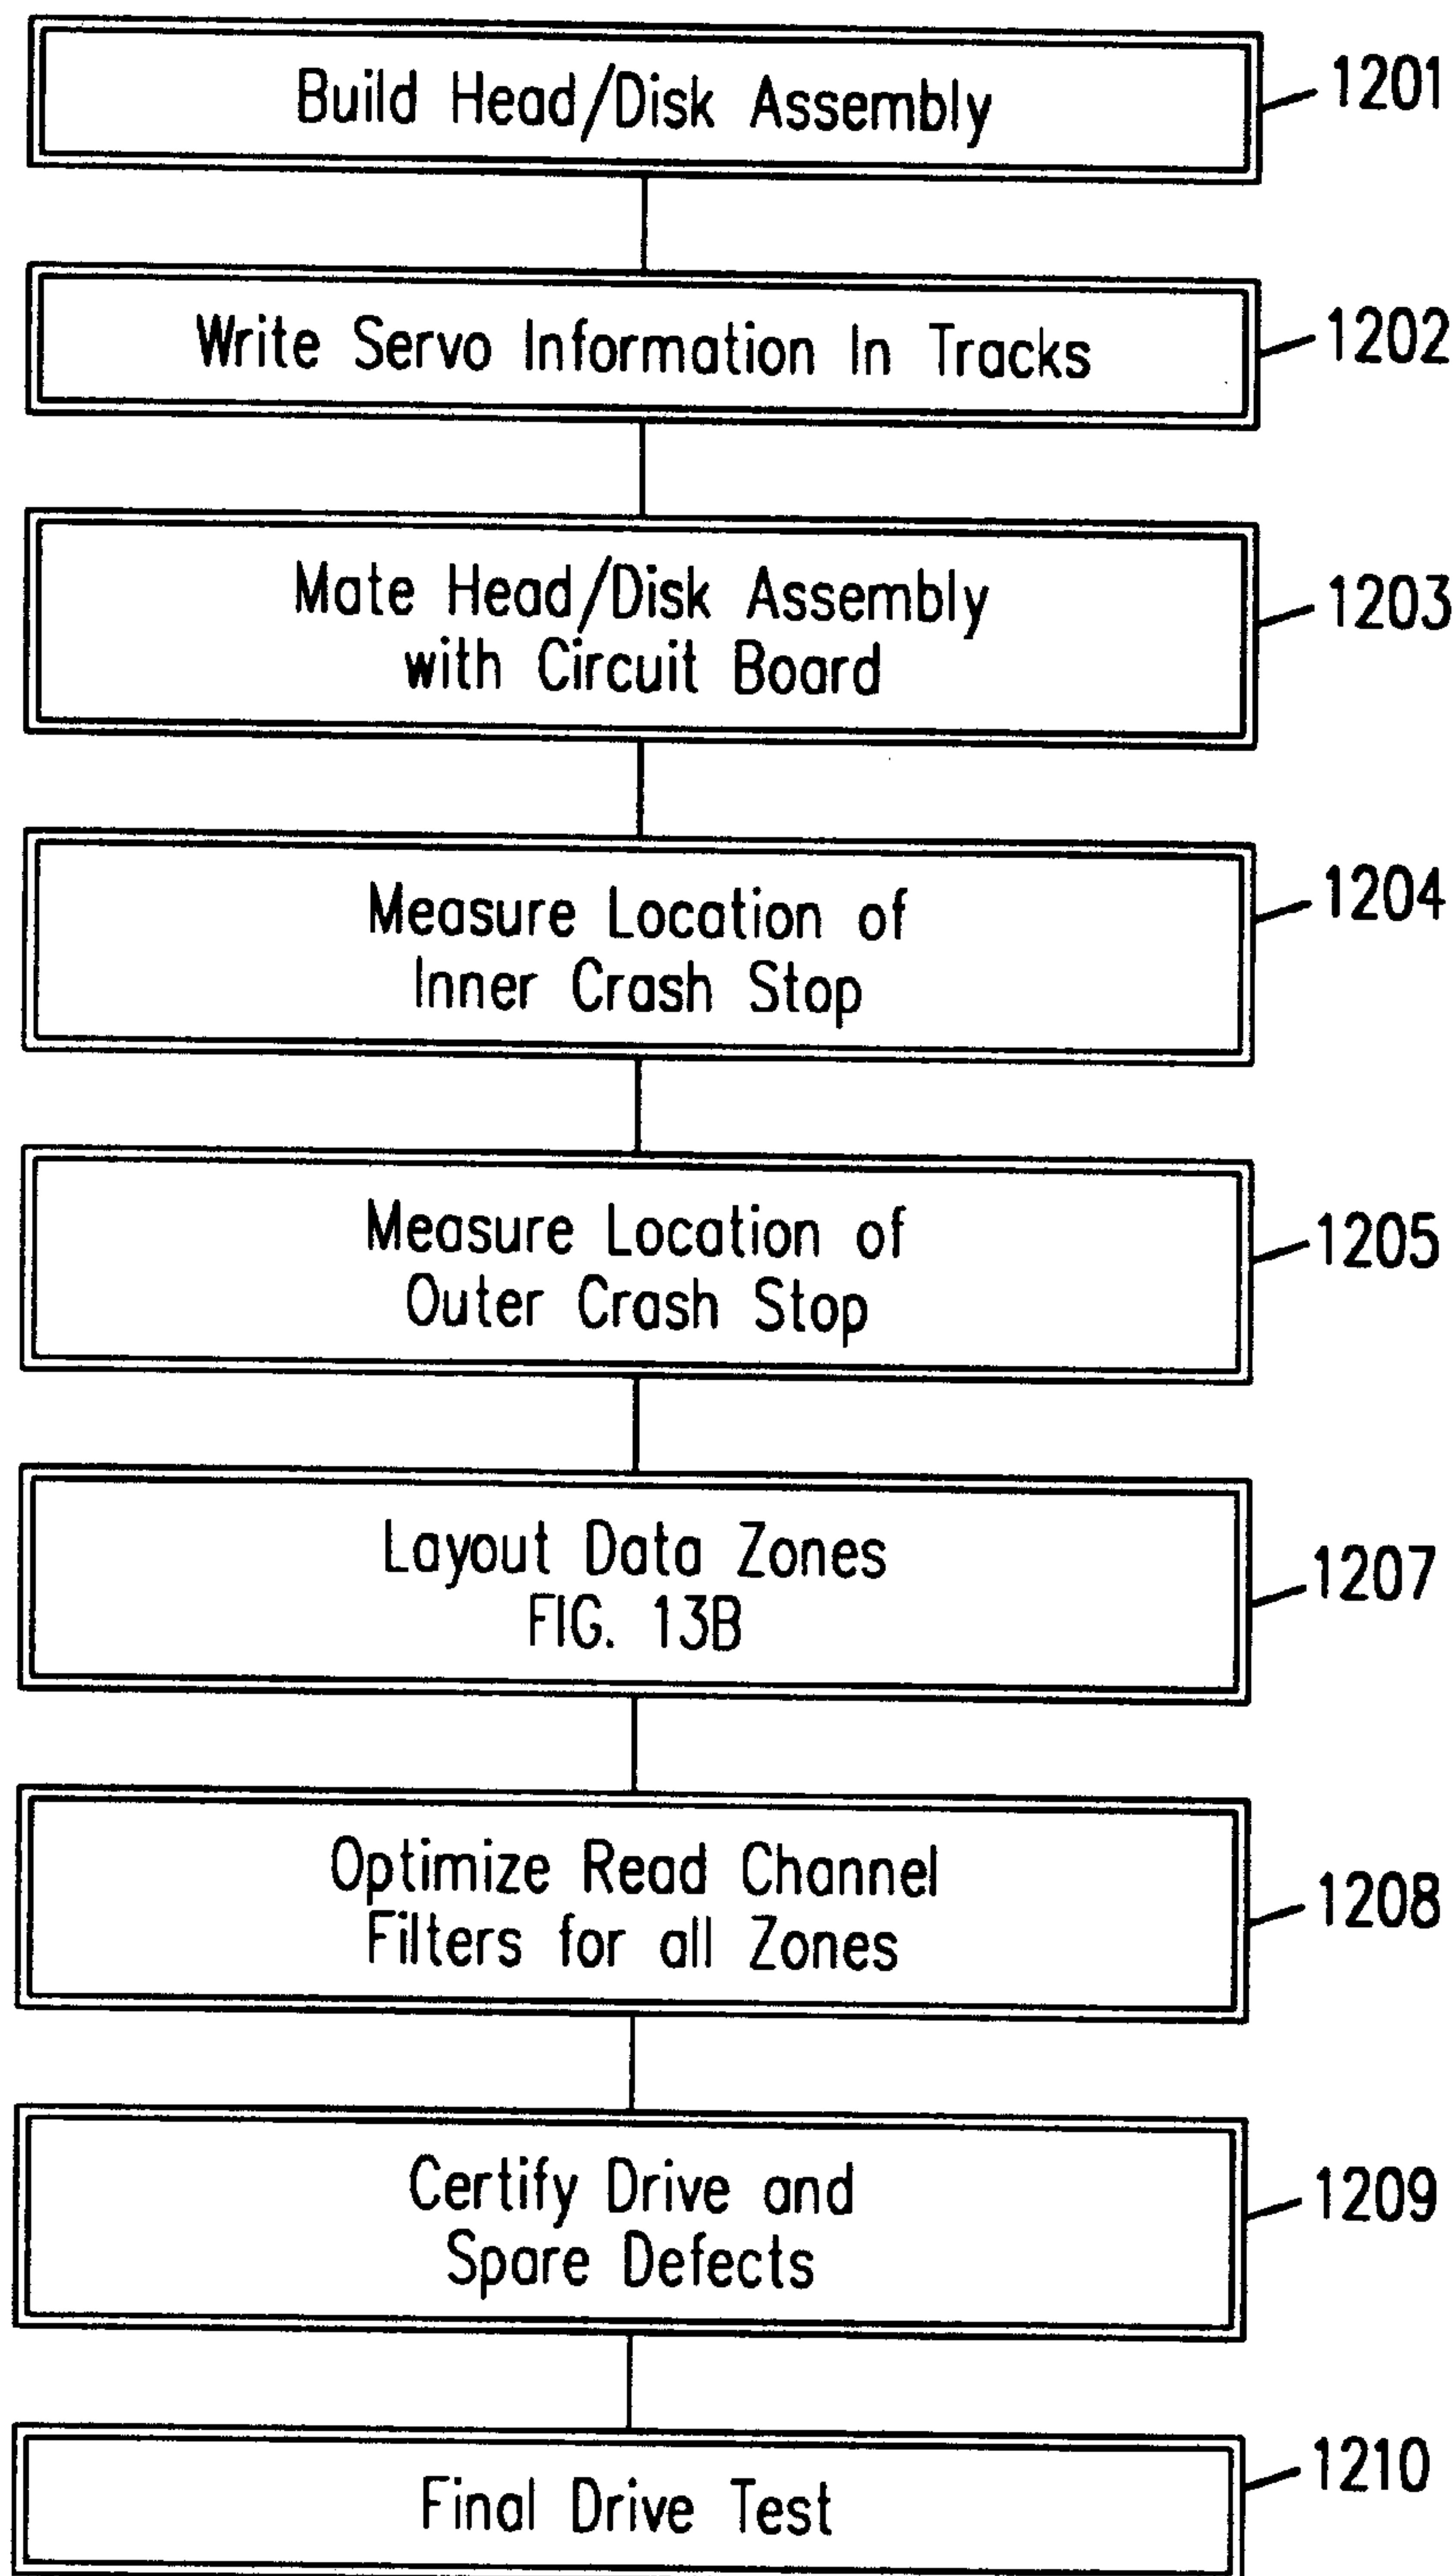 Build Head/Disk Assembly
1201
Write Servo Information In Tracks
1202
Mate Head/Disk Assembly
with Circuit Board
1203
Measure Location of
Inner Crash Stop
1204
Measure Location of
Outer Crash Stop
1205
Layout Data Zones
FIG. 13B
1207
Optimize Read Channel
Filters for all Zones
1208
Certify Drive and
Spare Defects
1209
Final Drive Test
1210